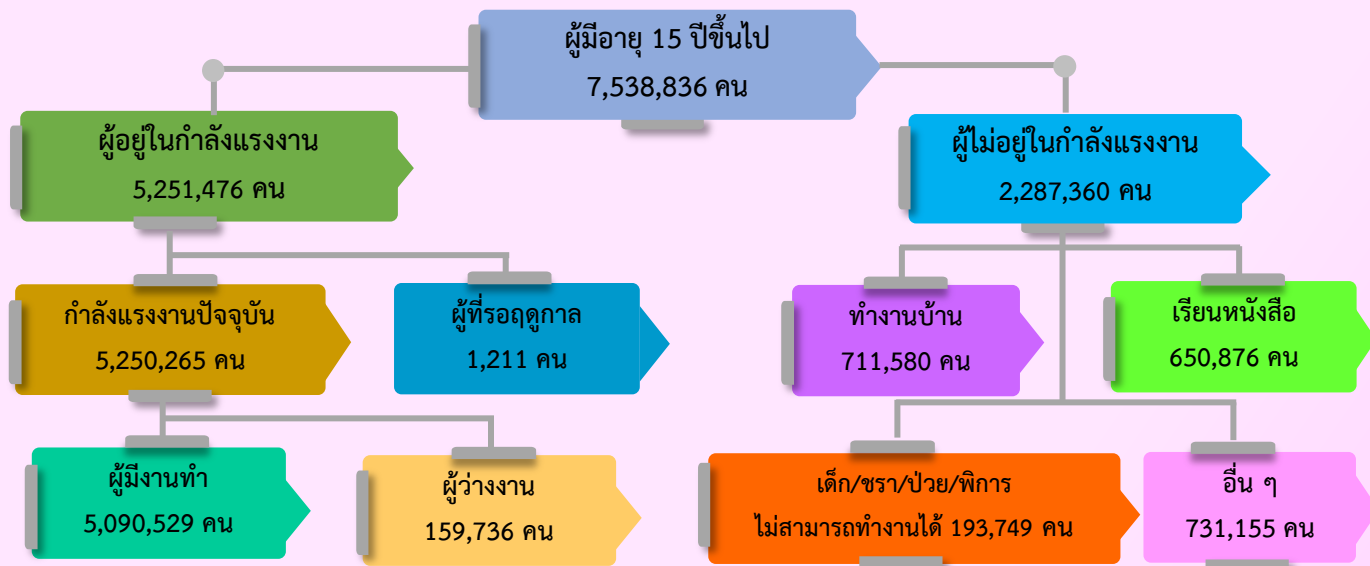 ผู้มีอายุ 15 ปีขึ้นไป
7,538,836 คน
ผู้อยู่ในกำลังแรงงาน
5,251,476 คน
ผู้ไม่อยู่ในกำลังแรงงาน
2,287,360 คน
กำลังแรงงานปัจจุบัน
5,250,265 คน
ผู้ที่รอฤดูกาล
1,211 คน
ทำงานบ้าน
711,580 คน
เรียนหนังสือ
650,876 คน
ผู้มีงานทำ
5,090,529 คน
ผู้ว่างงาน
159,736 คน
เด็ก/ชรา/ป่วย/พิการ
ไม่สามารถทำงานได้ 193,749 คน
อื่น ๆ
731,155 คน